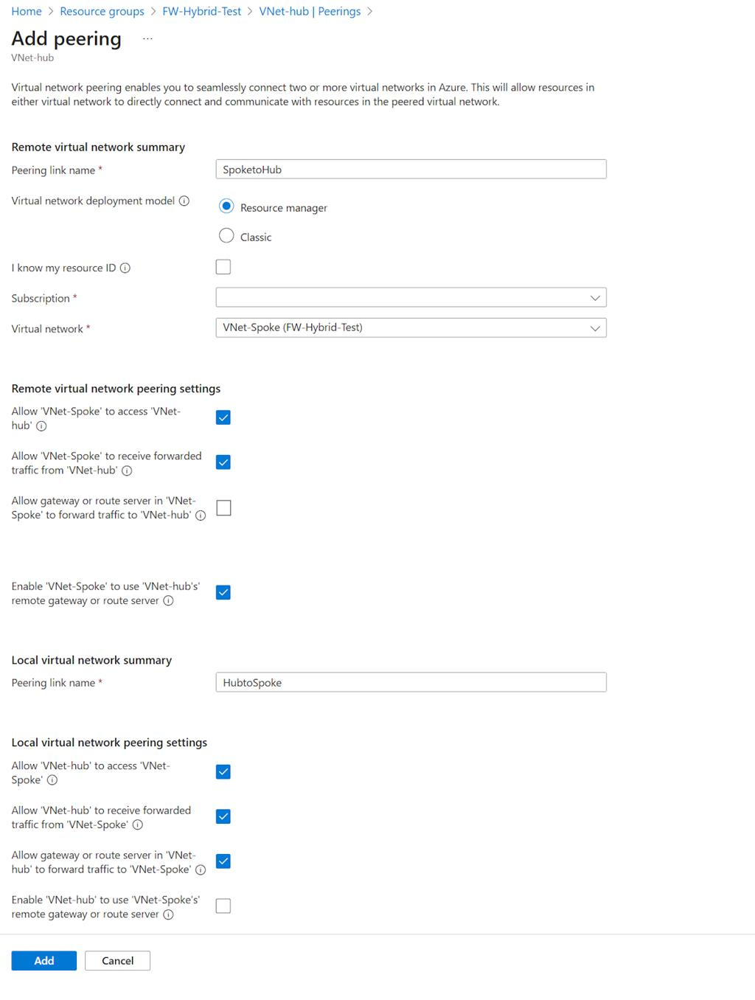 Home > Resource groups > FW-Hybrid-Test > VNet-hub | Peerings >
Add peering ...
VNet-hub
Virtual network peering enables you to seamlessly connect two or more virtual networks in Azure. This will allow resources in
either virtual network to directly connect and communicate with resources in the peered virtual network.
Remote virtual network summary
Peering link name * SpoketoHub
Virtual network deployment model
Resource manager
Classic
I know my resource ID
Subscription *
Virtual network * VNet-Spoke (FW-Hybrid-Test)
Remote virtual network peering settings
Allow 'VNet-Spoke' to access 'VNet-
hub'
Allow 'VNet-Spoke' to receive forwarded
traffic from 'VNet-hub'
Allow gateway or route server in 'VNet-
Spoke' to forward traffic to 'VNet-hub'
Enable 'VNet-Spoke' to use 'VNet-hub's'
remote gateway or route server
Local virtual network summary
Peering link name * HubtoSpoke
Local virtual network peering settings
Allow 'VNet-hub' to access 'VNet-
Spoke'
Allow 'VNet-hub' to receive forwarded
traffic from 'VNet-Spoke'
Allow gateway or route server in 'VNet-
hub' to forward traffic to 'VNet-Spoke'
Enable 'VNet-hub' to use 'VNet-Spoke's'
remote gateway or route server
Add Cancel